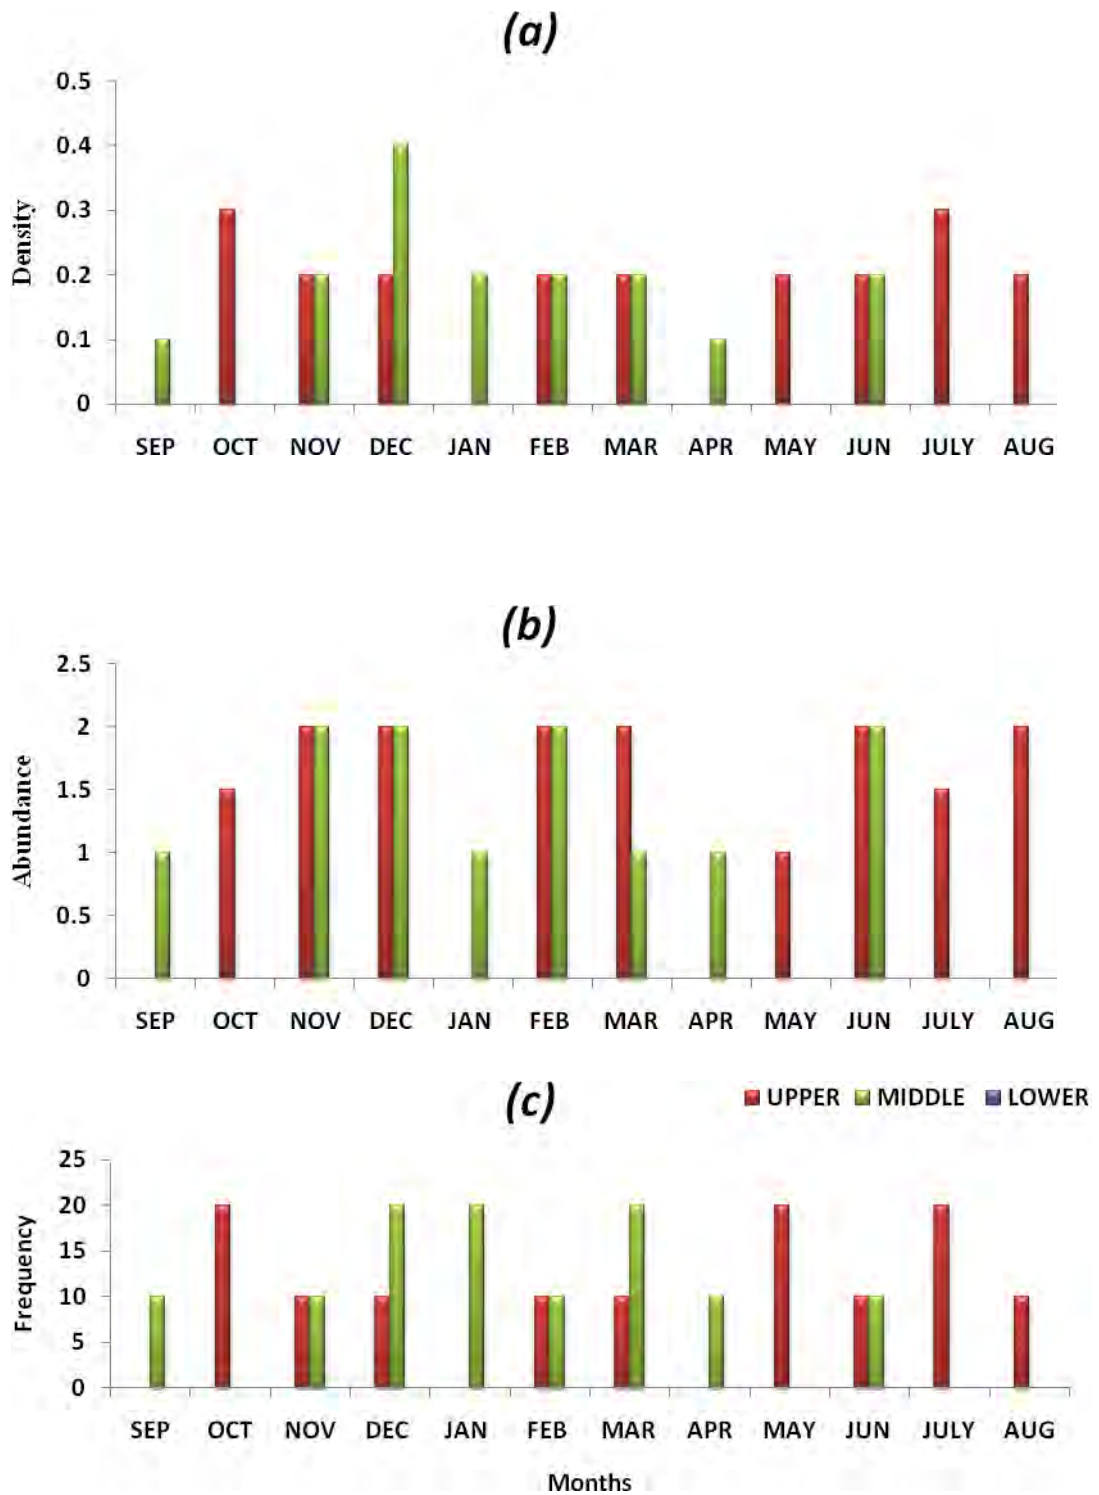 (a)
0.5
0.4
0.3
0.2
0.1
0
Density
SEP OCT NOV DEC JAN FEB MAR APR MAY JUN JULY AUG
(b)
2.5
2
1.5
1
0.5
0
Abundance
SEP OCT NOV DEC JAN FEB MAR APR MAY JUN JULY AUG
(c)
UPPER MIDDLE LOWER
25
20
15
10
5
0
Frequency
SEP OCT NOV DEC JAN FEB MAR APR MAY JUN JULY AUG
Months